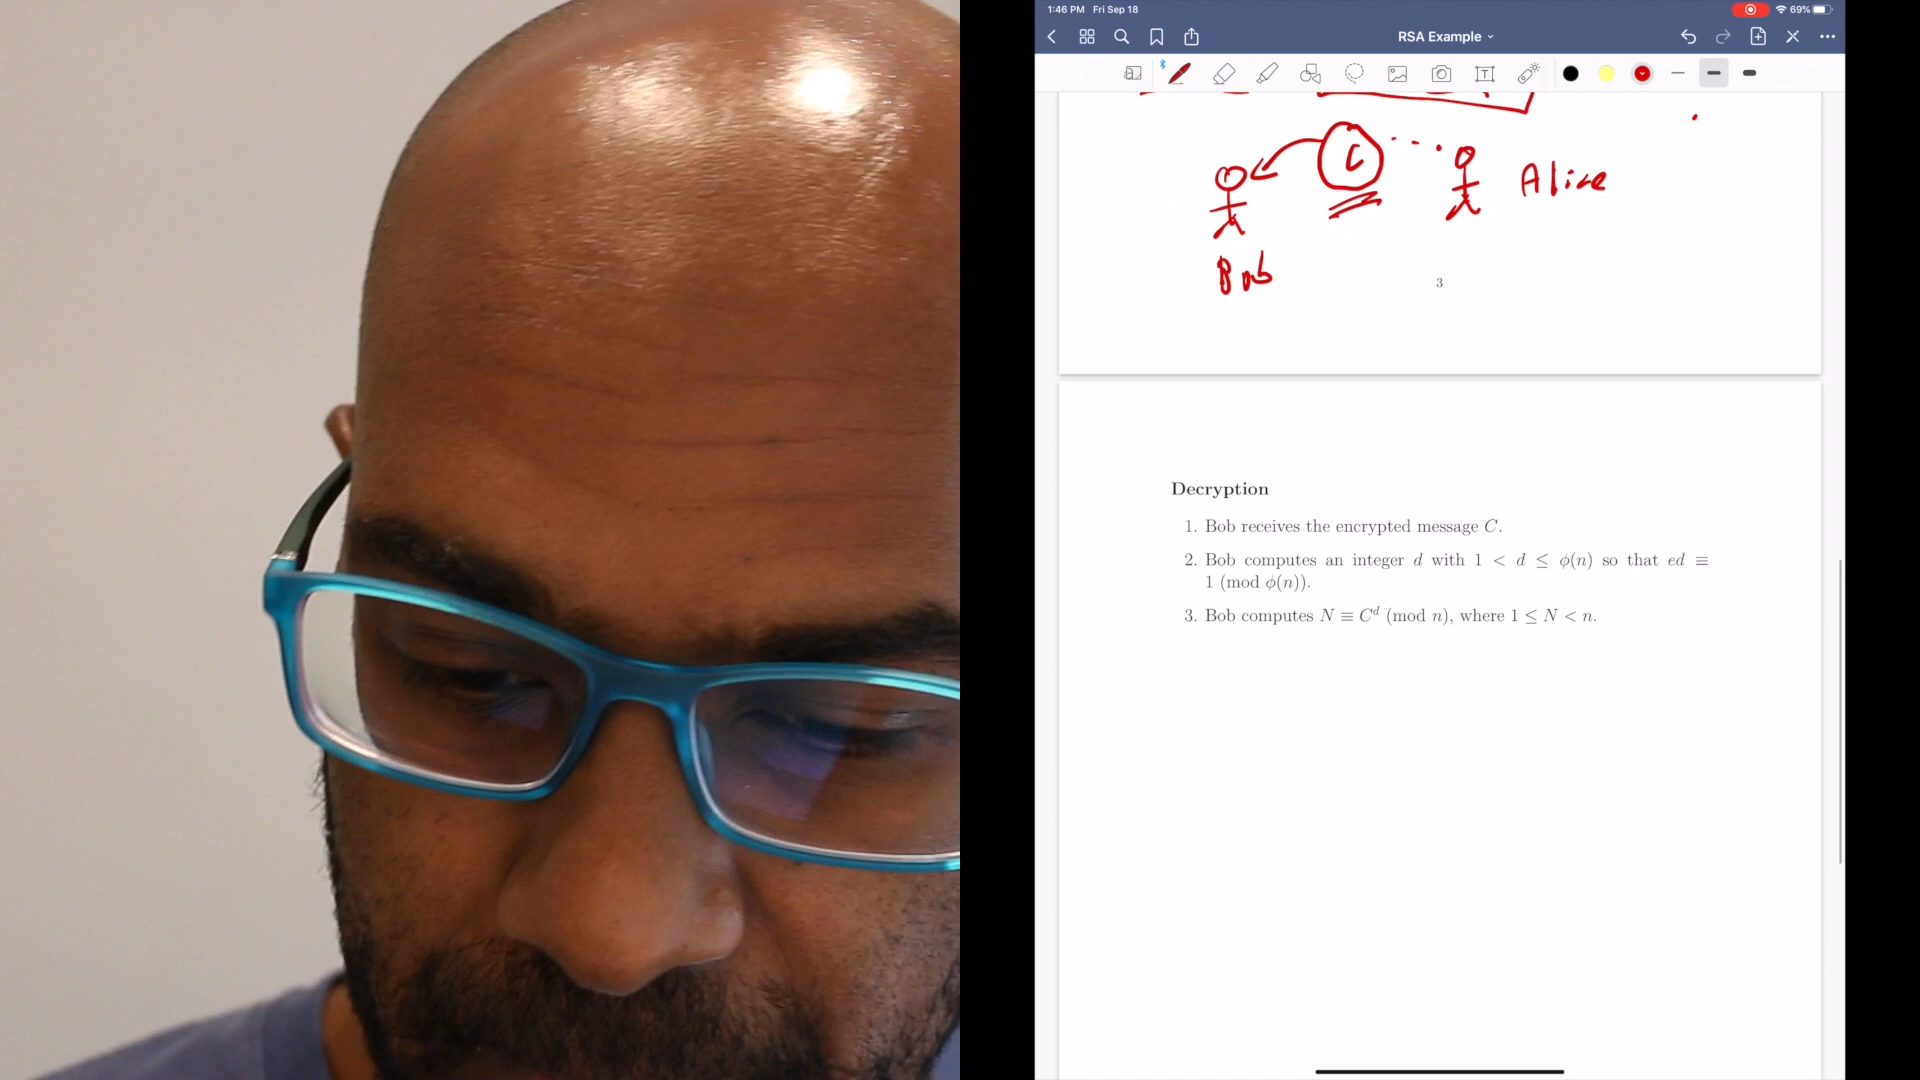 1:46 PM Fri Sep 18
69%
RSA Example
C
Alice
Bob
3
Decryption
1. Bob receives the encrypted message C.
2. Bob computes an integer d with 1 < d ≤ ϕ(n) so that ed ≡
1 (mod ϕ(n)).
3. Bob computes N ≡ C^d (mod n), where 1 ≤ N < n.